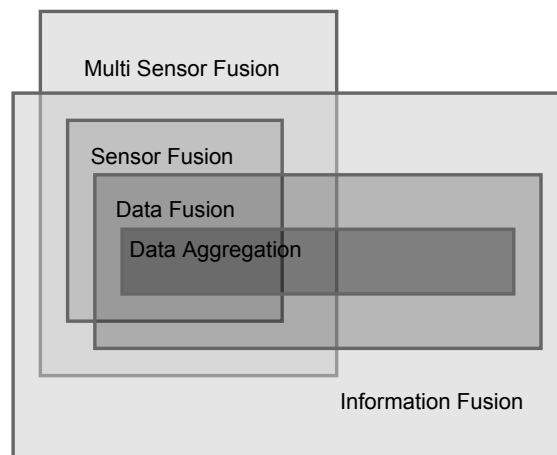 Multi Sensor Fusion
Sensor Fusion
Data Fusion
Data Aggregation
Information Fusion